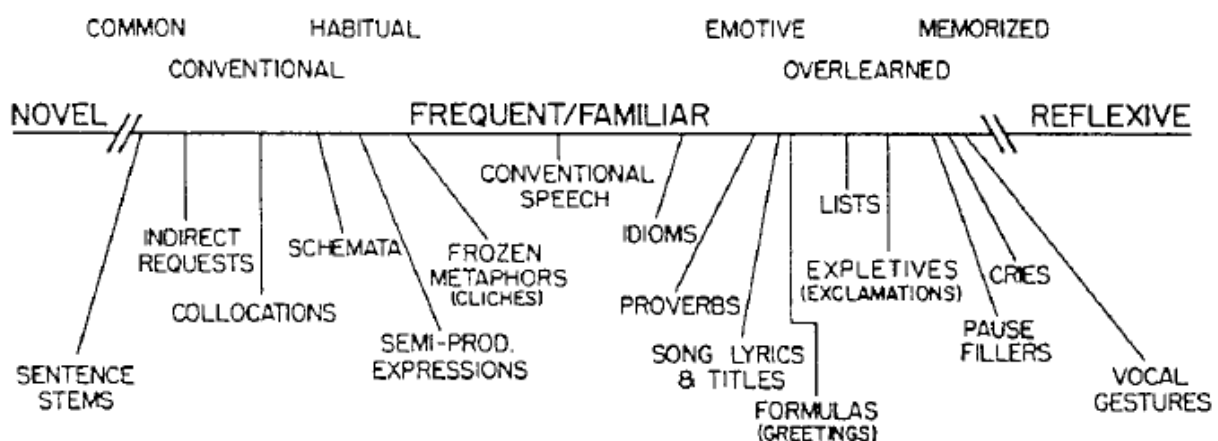 COMMON
HABITUAL
EMOTIVE
MEMORIZED
CONVENTIONAL
OVERLEARNED
NOVEL
FREQUENT/FAMILIAR
REFLEXIVE
SENTENCE
STEMS
INDIRECT
REQUESTS
COLLOCATIONS
SCHEMATA
SEMI-PROD.
EXPRESSIONS
FROZEN
METAPHORS
(CLICHES)
CONVENTIONAL
SPEECH
IDIOMS
PROVERBS
SONG LYRICS
& TITLES
FORMULAS
(GREETINGS)
LISTS
EXPLETIVES
(EXCLAMATIONS)
PAUSE
FILLERS
CRIES
VOCAL
GESTURES